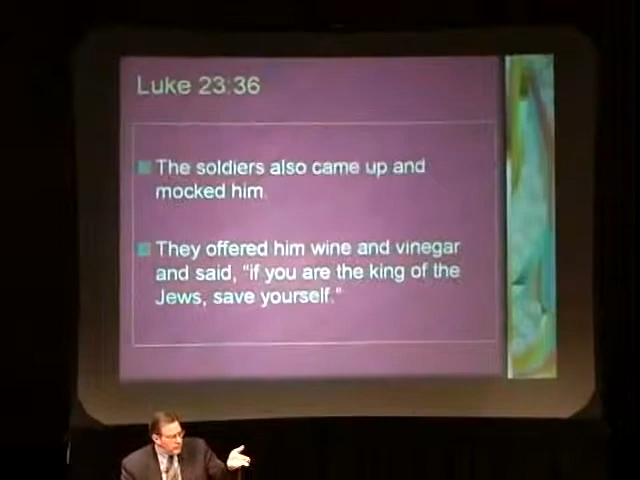 Luke 23:36
The soldiers also came up and
mocked him.
They offered him wine and vinegar
and said, "if you are the king of the
Jews, save yourself."